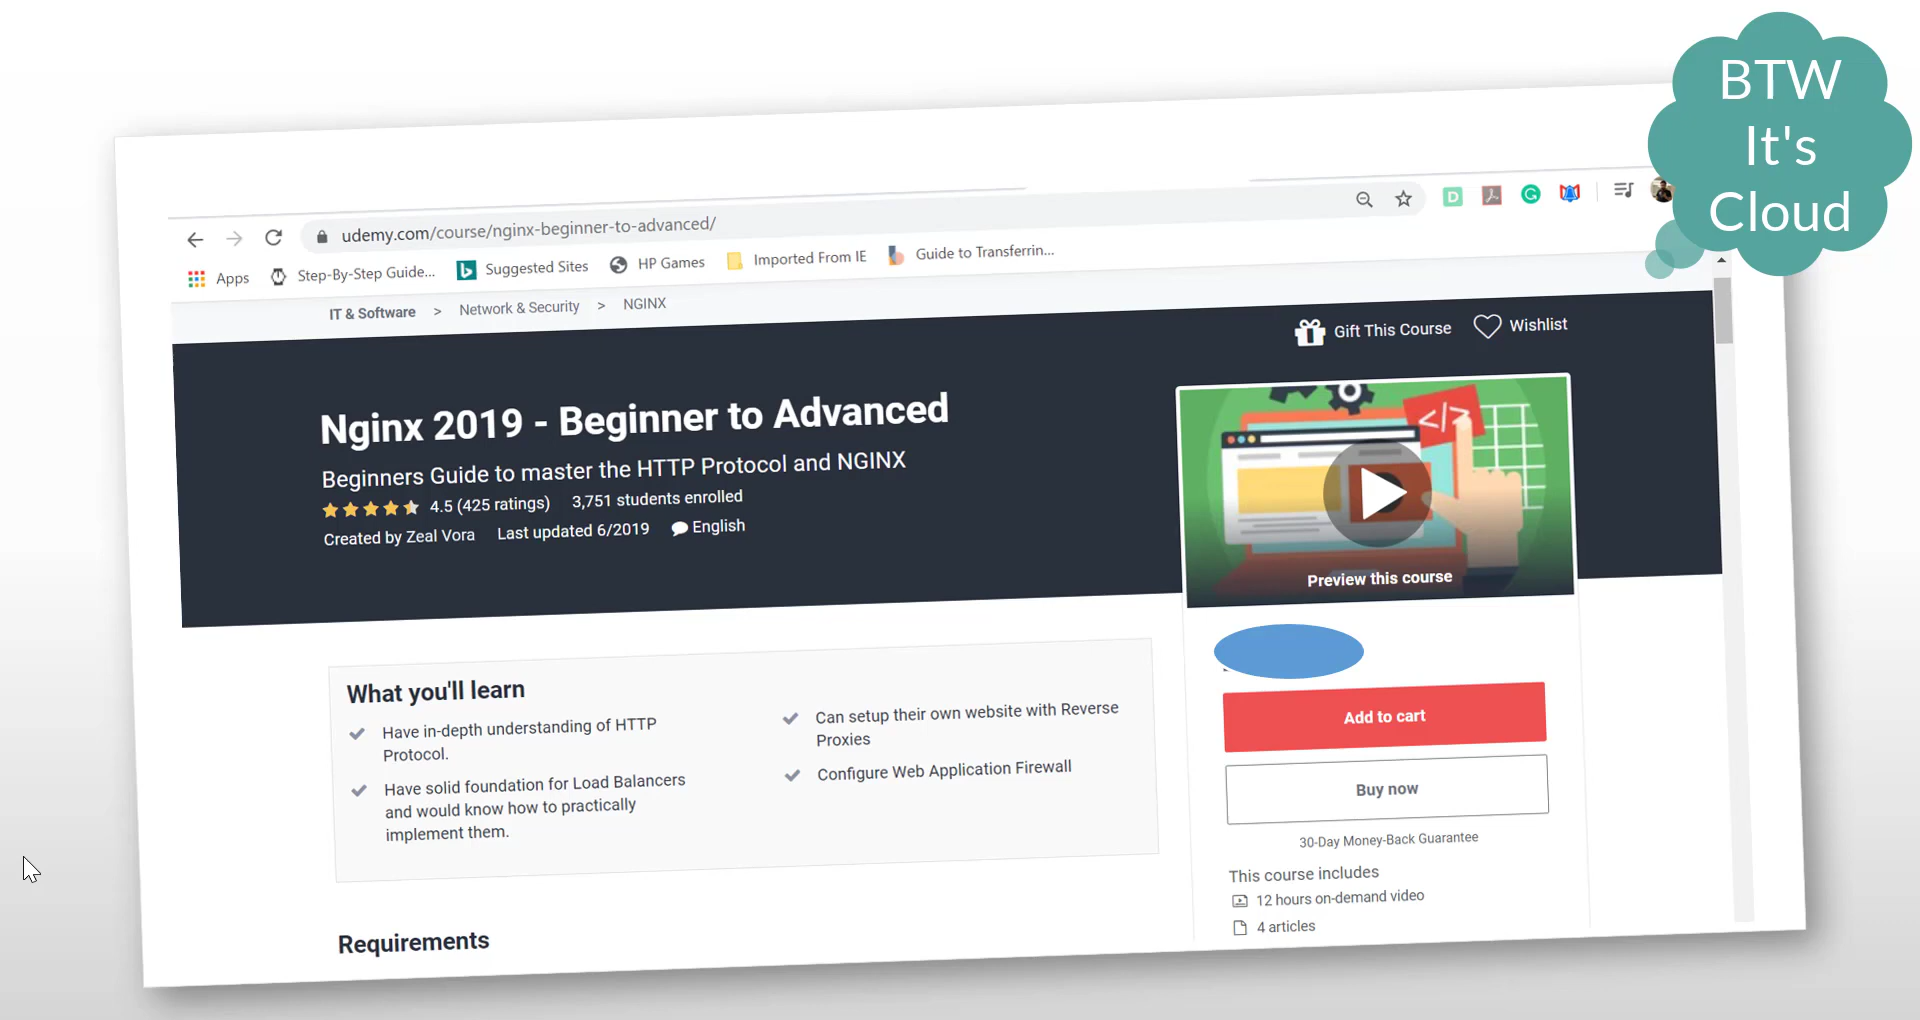 BTW
It's
Cloud
udemy.com/course/nginx-beginner-to-advanced/
Apps
Step-By-Step Guide...
Suggested Sites
HP Games
Imported From IE
Guide to Transferrin...
IT & Software > Network & Security > NGINX
Gift This Course
Wishlist
Nginx 2019 - Beginner to Advanced
Beginners Guide to master the HTTP Protocol and NGINX
4.5 (425 ratings) 3,751 students enrolled
Created by Zeal Vora Last updated 6/2019 English
</>
Preview this course
What you'll learn
Have in-depth understanding of HTTP
Protocol.
Have solid foundation for Load Balancers
and would know how to practically
implement them.
Can setup their own website with Reverse
Proxies
Configure Web Application Firewall
Add to cart
Buy now
30-Day Money-Back Guarantee
This course includes
12 hours on-demand video
4 articles
Requirements